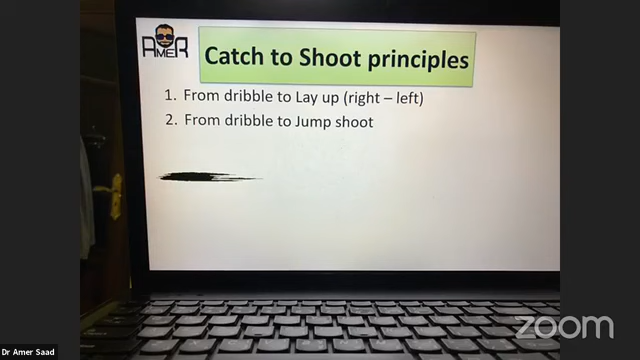 AMER
Catch to Shoot principles
1. From dribble to Lay up (right – left)
2. From dribble to Jump shoot
zoom
Dr Amer Saad